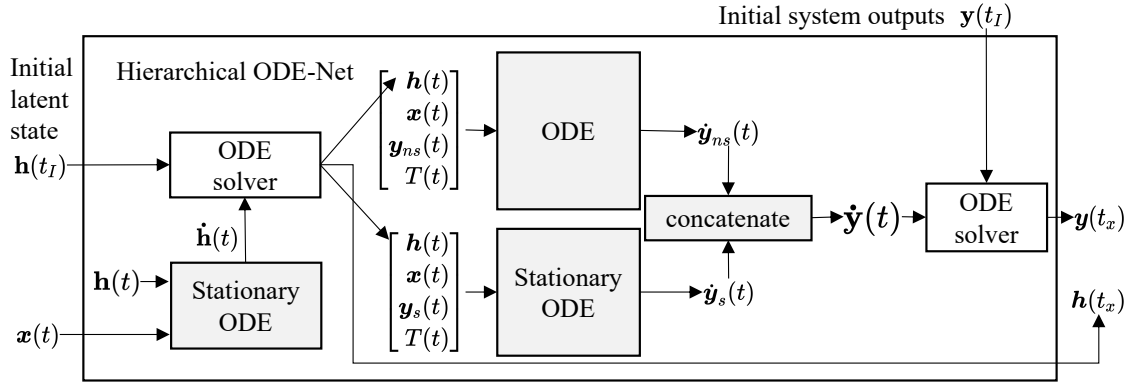 Initial system outputs y(t_I)
Initial
latent
state
h(t_I)
Hierarchical ODE-Net
ODE
solver
ḣ(t)
h(t)
x(t)
Stationary
ODE
h(t)
x(t)
y_ns(t)
T(t)
ODE
ẏ_ns(t)
concatenate
ẏ(t)
ODE
solver
y(t_x)
h(t)
x(t)
y_s(t)
T(t)
Stationary
ODE
ẏ_s(t)
h(t_x)